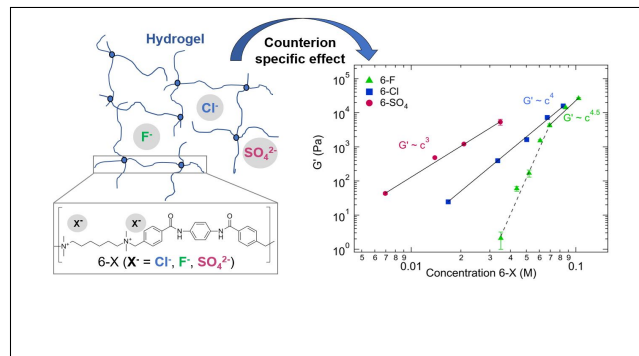 Hydrogel
Counterion
specific effect
Cl⁻
F⁻
SO₄²⁻
X⁻
X⁻
O
O
N⁺
N⁺
N
H
N
H
6-X (X⁻ = Cl⁻, F⁻, SO₄²⁻)
6-F
6-Cl
6-SO₄
G' ~ c³
G' ~ c⁴
G' ~ c⁴·⁵
G' (Pa)
10⁵
10⁴
10³
10²
10¹
10⁰
5 6 7 8 9
0.01
2 3 4 5 6 7 8 9
0.1
Concentration 6-X (M)